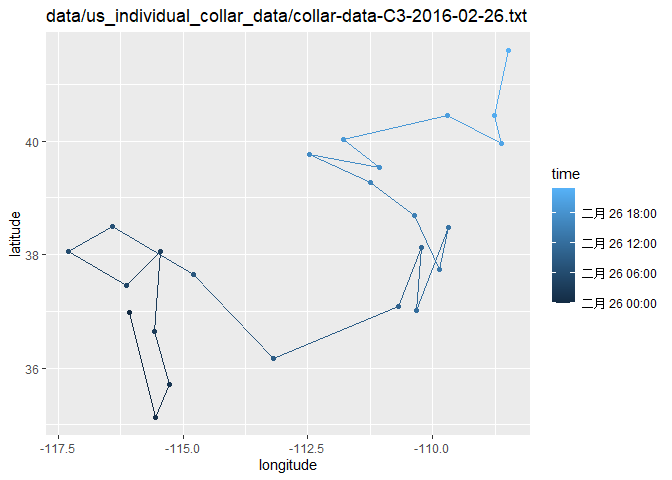 data/us_individual_collar_data/collar-data-C3-2016-02-26.txt
40
38
36
latitude
-117.5
-115.0
-112.5
-110.0
longitude
time
二月 26 18:00
二月 26 12:00
二月 26 06:00
二月 26 00:00